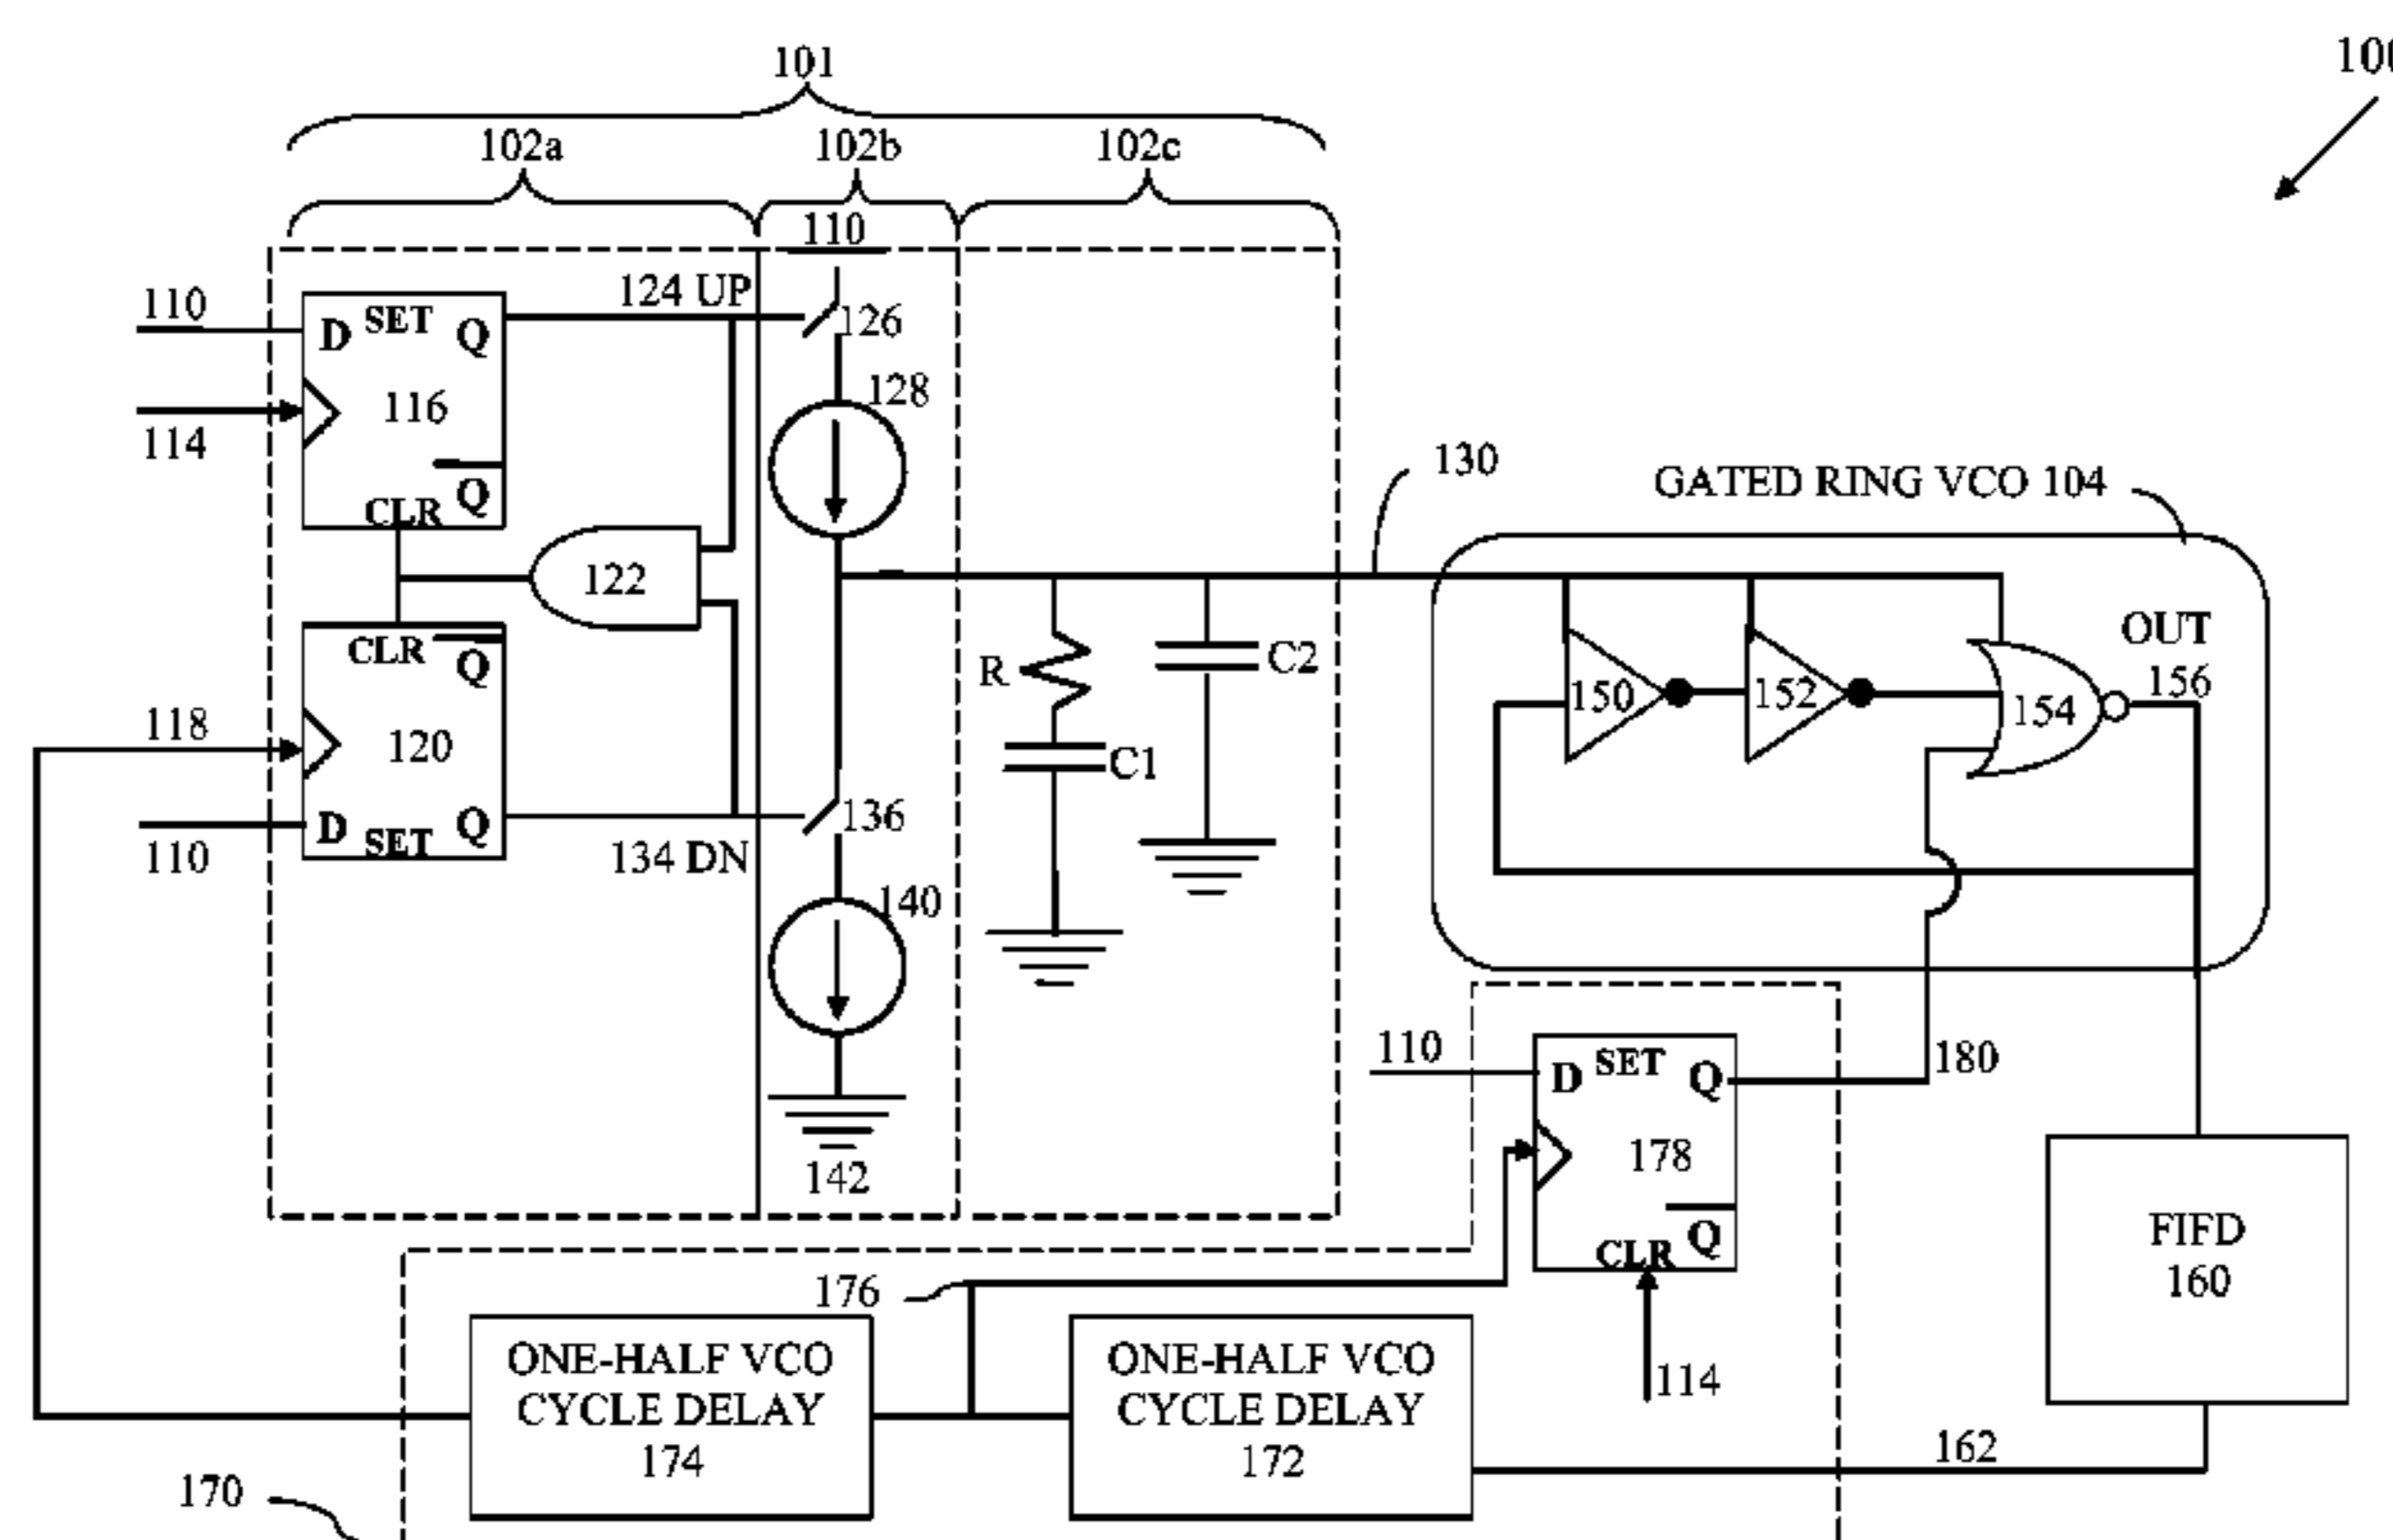 101
100
102a
102b
102c
110
110
124 UP
126
D SET Q
116
114
128
Q
CLR
122
130
GATED RING VCO 104
CLR Q
OUT
156
150
152
154
R
C2
C1
118
120
110
D SET Q
134 DN
136
140
142
110
D SET Q
180
178
Q
CLR
114
FIFD
160
176
ONE-HALF VCO
CYCLE DELAY
174
ONE-HALF VCO
CYCLE DELAY
172
162
170